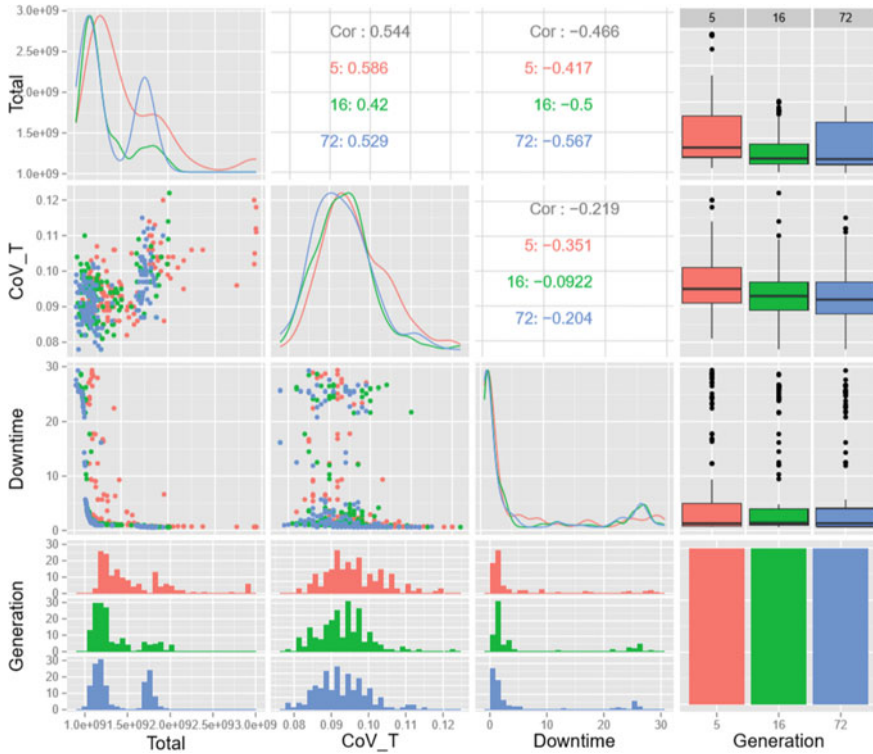 5 16 72
3.0e+09
2.5e+09
2.0e+09
1.5e+09
1.0e+09
Total
Cor : 0.544
5: 0.586
16: 0.42
72: 0.529
Cor : −0.466
5: −0.417
16: −0.5
72: −0.567
0.12
0.11
0.10
0.09
0.08
CoV_T
Cor : −0.219
5: −0.351
16: −0.0922
72: −0.204
30
20
10
0
Downtime
30
20
10
0
30
20
10
0
30
20
10
0
Generation
1.0e+091.5e+092.0e+092.5e+093.0e+09
0.08 0.09 0.10 0.11 0.12
0 10 20 30
5 16 72
Total CoV_T Downtime Generation